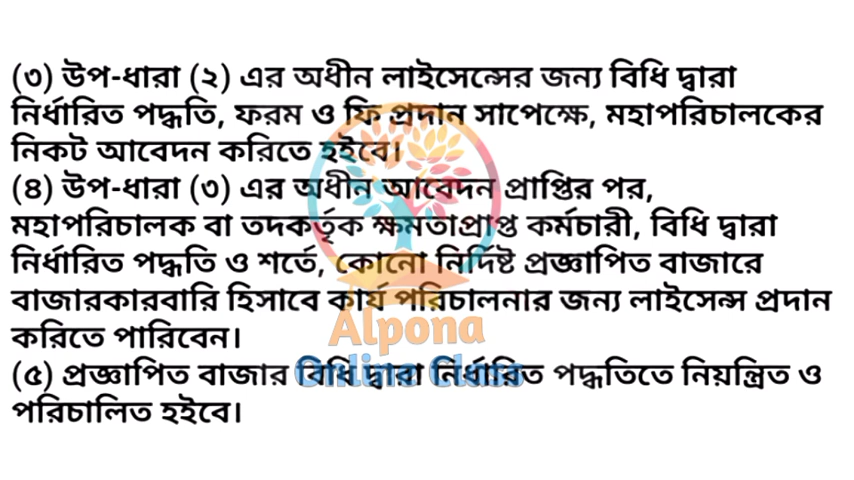 (৩) উপ-ধারা (২) এর অধীন লাইসেন্সের জন্য বিধি দ্বারা
নির্ধারিত পদ্ধতি, ফরম ও ফি প্রদান সাপেক্ষে, মহাপরিচালকের
নিকট আবেদন করিতে হইবে।
(৪) উপ-ধারা (৩) এর অধীন আবেদন প্রাপ্তির পর,
মহাপরিচালক বা তদকর্তৃক ক্ষমতাপ্রাপ্ত কর্মচারী, বিধি দ্বারা
নির্ধারিত পদ্ধতি ও শর্তে, কোনো নির্দিষ্ট প্রজ্ঞাপিত বাজারে
বাজারকারবারি হিসাবে কার্য পরিচালনার জন্য লাইসেন্স প্রদান
করিতে পারিবেন।
(৫) প্রজ্ঞাপিত বাজার বিধি দ্বারা নির্ধারিত পদ্ধতিতে নিয়ন্ত্রিত ও
পরিচালিত হইবে।
Alpona
Online Class